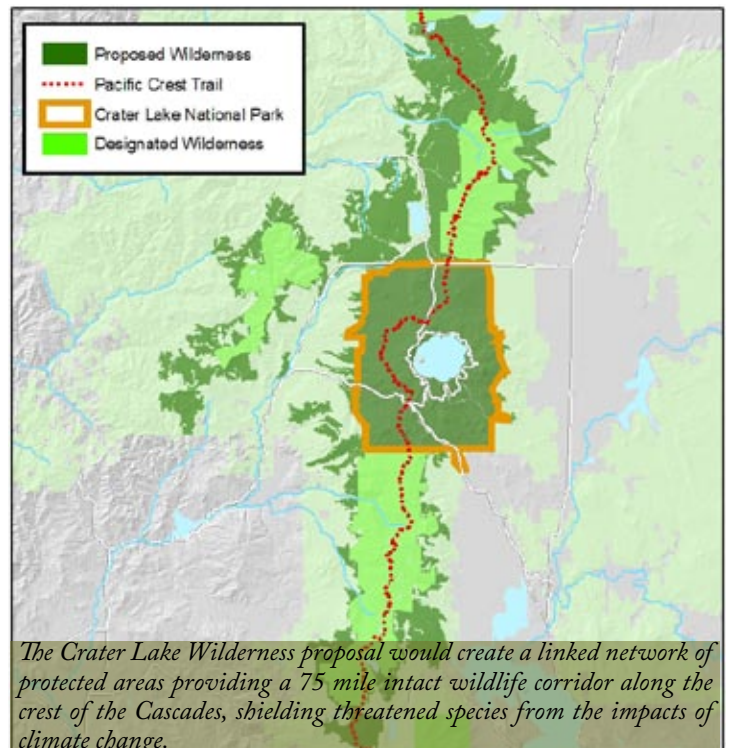 Proposed Wilderness
Pacific Crest Trail
Crater Lake National Park
Designated Wilderness
The Crater Lake Wilderness proposal would create a linked network of
protected areas providing a 75 mile intact wildlife corridor along the
crest of the Cascades, shielding threatened species from the impacts of
climate change.